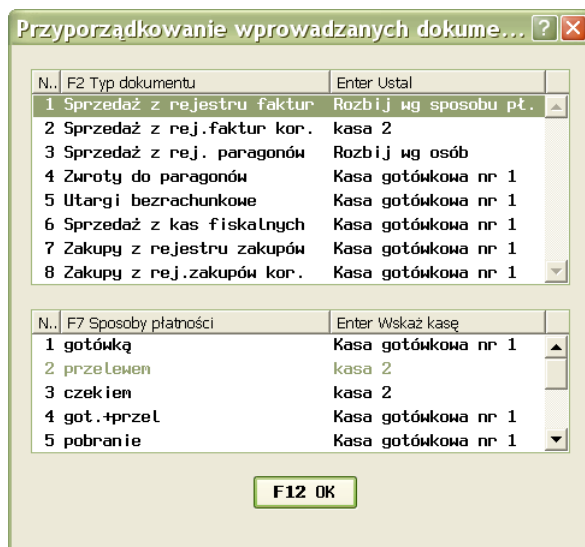 Przyporządkowanie wprowadzanych dokume... ? X
N.. F2 Typ dokumentu Enter Ustal
1 Sprzedaż z rejestru faktur Rozbij wg sposobu pł.
2 Sprzedaż z rej.faktur kor. kasa 2
3 Sprzedaż z rej. paragonów Rozbij wg osób
4 Zwroty do paragonów Kasa gotówkowa nr 1
5 Utargi bezrachunkowe Kasa gotówkowa nr 1
6 Sprzedaż z kas fiskalnych Kasa gotówkowa nr 1
7 Zakupy z rejestru zakupów Kasa gotówkowa nr 1
8 Zakupy z rej.zakupów kor. Kasa gotówkowa nr 1
N.. F7 Sposoby płatności Enter Wskaż kasę
1 gotówką Kasa gotówkowa nr 1
2 przelewem kasa 2
3 czekiem kasa 2
4 got.+przel Kasa gotówkowa nr 1
5 pobranie Kasa gotówkowa nr 1
F12 OK